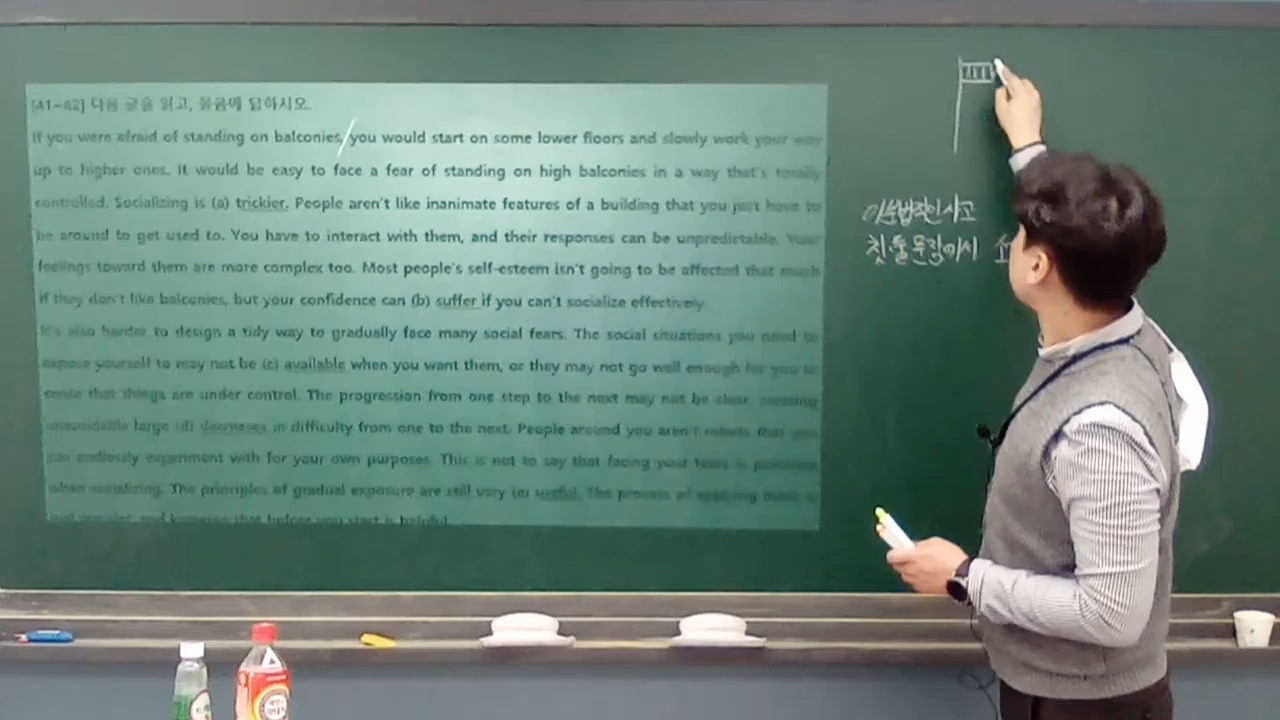 [41~42] 다음 글을 읽고, 물음에 답하시오.
If you were afraid of standing on balconies, you would start on some lower floors and slowly work your way
up to higher ones. It would be easy to face a fear of standing on high balconies in a way that's totally
controlled. Socializing is (a) trickier. People aren't like inanimate features of a building that you just have to
be around to get used to. You have to interact with them, and their responses can be unpredictable. Your
feelings toward them are more complex too. Most people's self-esteem isn't going to be affected that much
if they don't like balconies, but your confidence can (b) suffer if you can't socialize effectively.
It's also harder to design a tidy way to gradually face many social fears. The social situations you need to
expose yourself to may not be (c) available when you want them, or they may not go well enough for you to
sense that things are under control. The progression from one step to the next may not be clear, creating
unavoidable large (d) decreases in difficulty from one to the next. People around you aren't robots that you
can endlessly experiment with for your own purposes. This is not to say that facing your fears is pointless
when socializing. The principles of gradual exposure are still very (e) useful. The process of applying them is
just messier, and knowing that before you start is helpful.
이분법적인 사고
첫·둘 문장에서